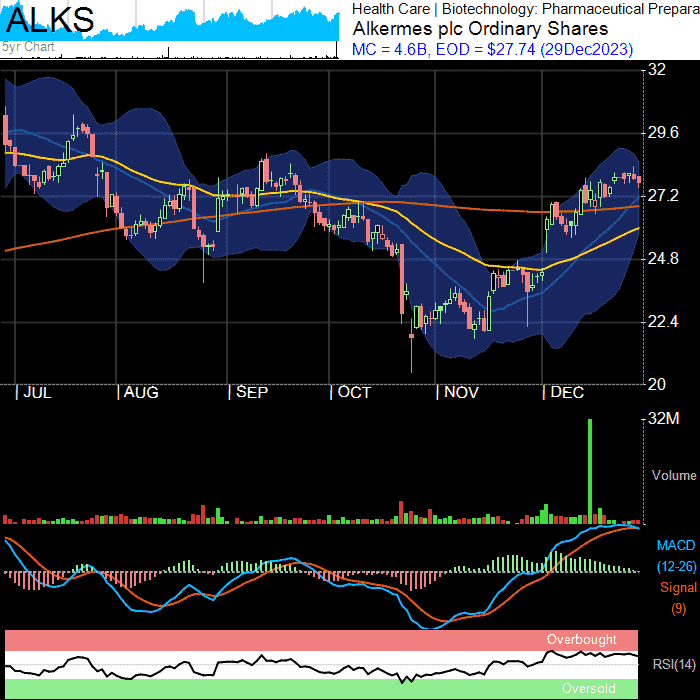 ALKS
5yr Chart
Health Care | Biotechnology: Pharmaceutical Prepara
Alkermes plc Ordinary Shares
MC = 4.6B, EOD = $27.74 (29Dec2023)
32
29.6
27.2
24.8
22.4
20
| JUL | AUG | SEP | OCT | NOV | DEC
32M
Volume
MACD
(12-26)
Signal
(9)
Overbought
RSI(14)
Oversold